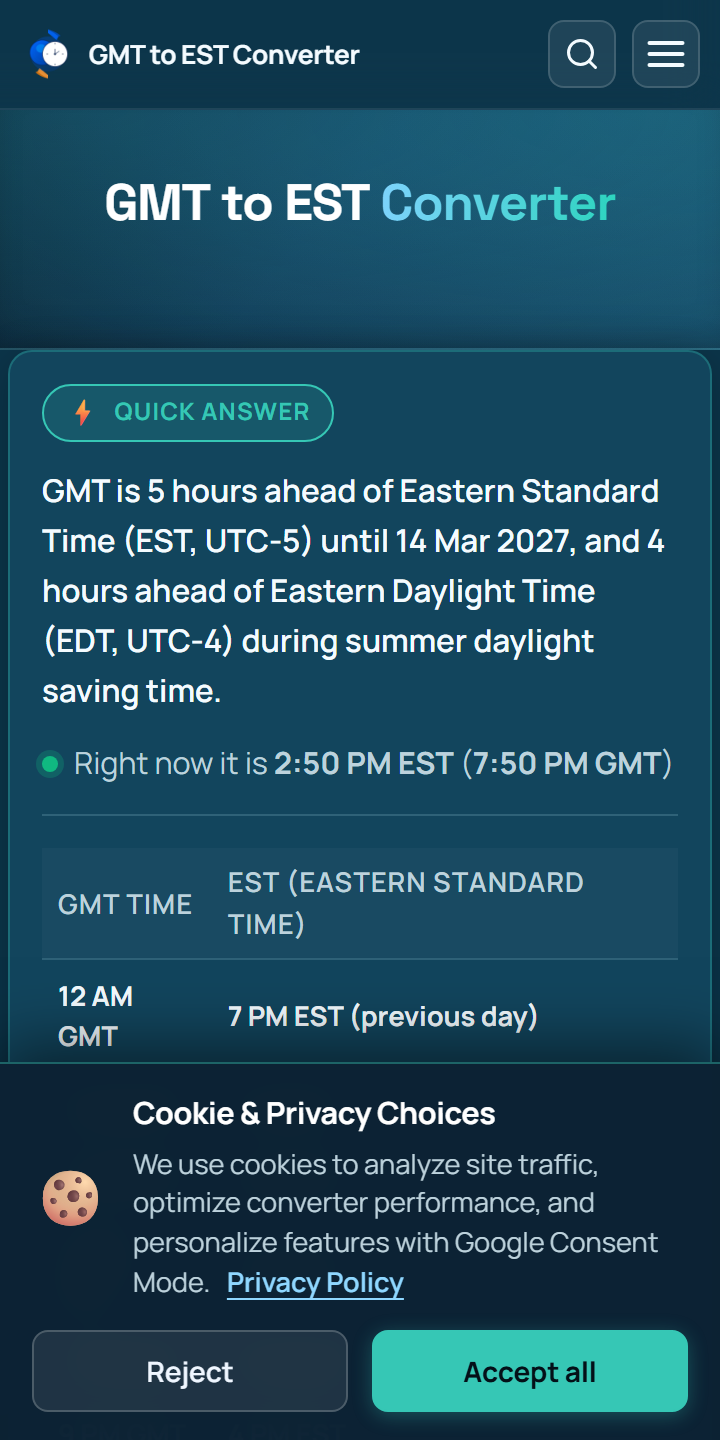 GMT to EST Converter
GMT to EST Converter
QUICK ANSWER
GMT is 5 hours ahead of Eastern Standard
Time (EST, UTC-5) until 14 Mar 2027, and 4
hours ahead of Eastern Daylight Time
(EDT, UTC-4) during summer daylight
saving time.
Right now it is 2:50 PM EST (7:50 PM GMT)
GMT TIME
EST (EASTERN STANDARD
TIME)
12 AM
GMT
7 PM EST (previous day)
Cookie & Privacy Choices
We use cookies to analyze site traffic,
optimize converter performance, and
personalize features with Google Consent
Mode. Privacy Policy
Reject
Accept all